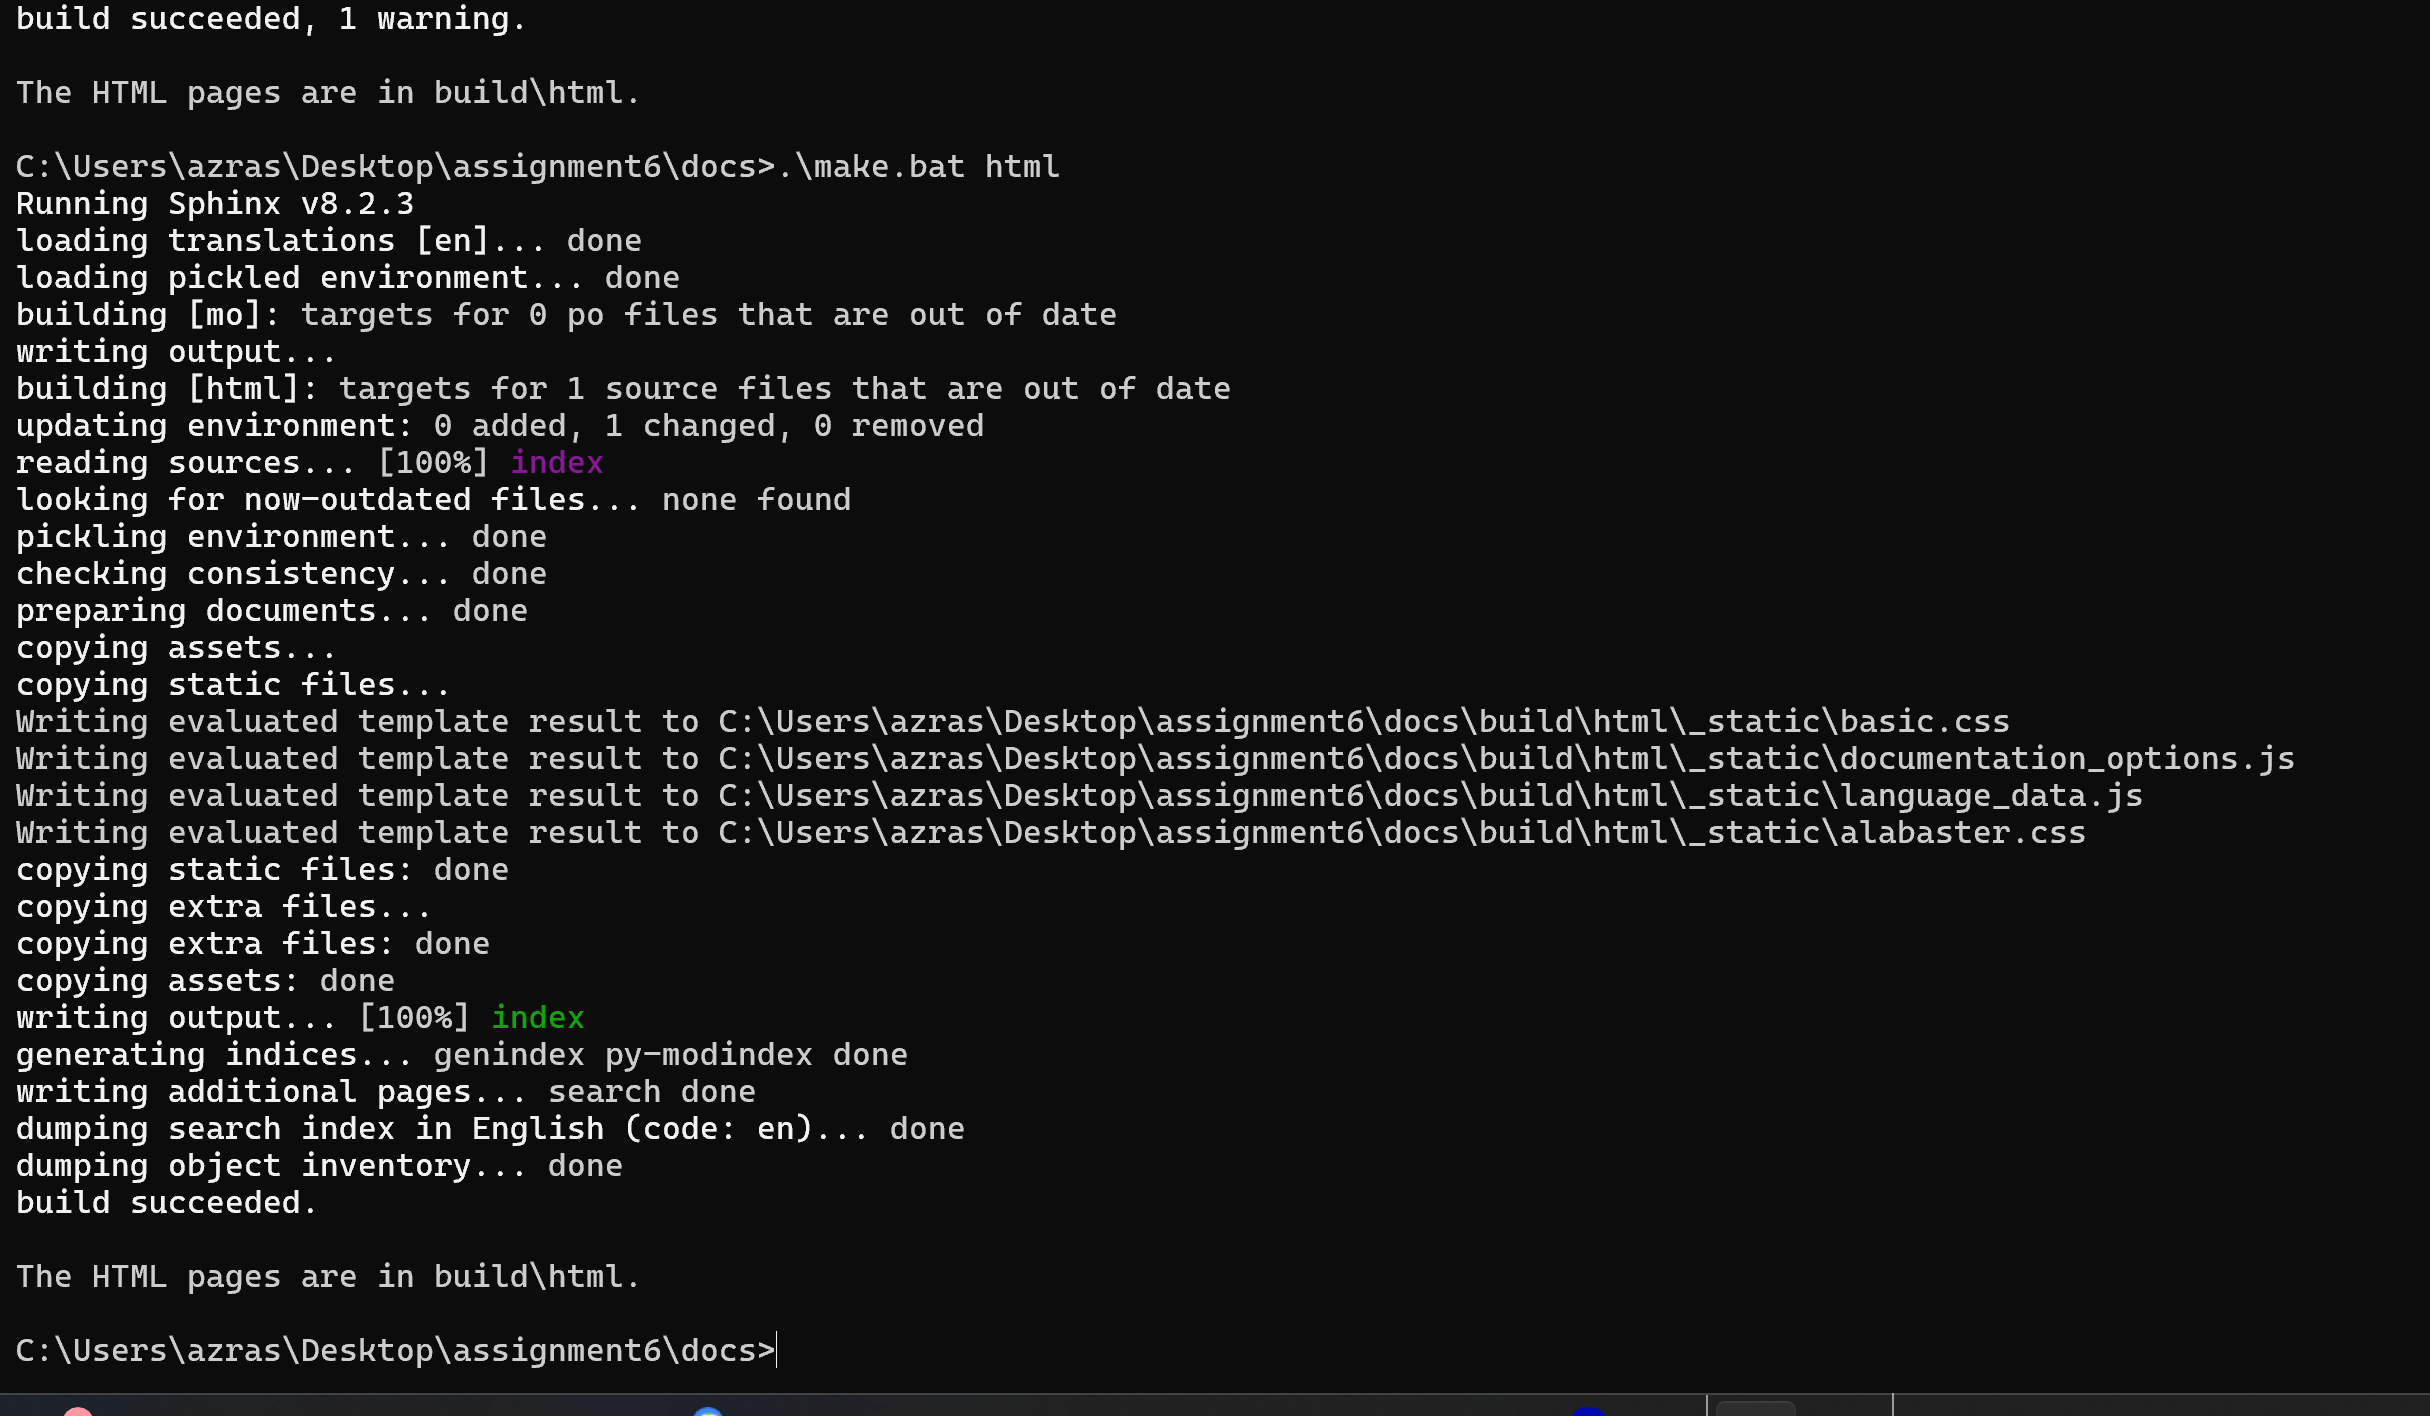 build succeeded, 1 warning.
The HTML pages are in build\html.
C:\Users\azras\Desktop\assignment6\docs>.\make.bat html
Running Sphinx v8.2.3
loading translations [en]... done
loading pickled environment... done
building [mo]: targets for 0 po files that are out of date
writing output...
building [html]: targets for 1 source files that are out of date
updating environment: 0 added, 1 changed, 0 removed
reading sources... [100%] index
looking for now-outdated files... none found
pickling environment... done
checking consistency... done
preparing documents... done
copying assets...
copying static files...
Writing evaluated template result to C:\Users\azras\Desktop\assignment6\docs\build\html\_static\basic.css
Writing evaluated template result to C:\Users\azras\Desktop\assignment6\docs\build\html\_static\documentation_options.js
Writing evaluated template result to C:\Users\azras\Desktop\assignment6\docs\build\html\_static\language_data.js
Writing evaluated template result to C:\Users\azras\Desktop\assignment6\docs\build\html\_static\alabaster.css
copying static files: done
copying extra files...
copying extra files: done
copying assets: done
writing output... [100%] index
generating indices... genindex py-modindex done
writing additional pages... search done
dumping search index in English (code: en)... done
dumping object inventory... done
build succeeded.
The HTML pages are in build\html.
C:\Users\azras\Desktop\assignment6\docs>